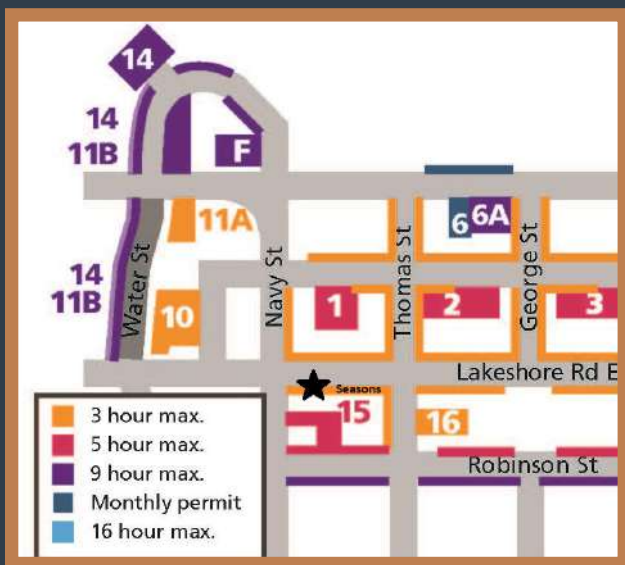 14
14
11B
F
11A
6
6A
Water St
Navy St
Thomas St
George St
14
11B
10
1
2
3
Lakeshore Rd E
Seasons
15
16
Robinson St
3 hour max.
5 hour max.
9 hour max.
Monthly permit
16 hour max.